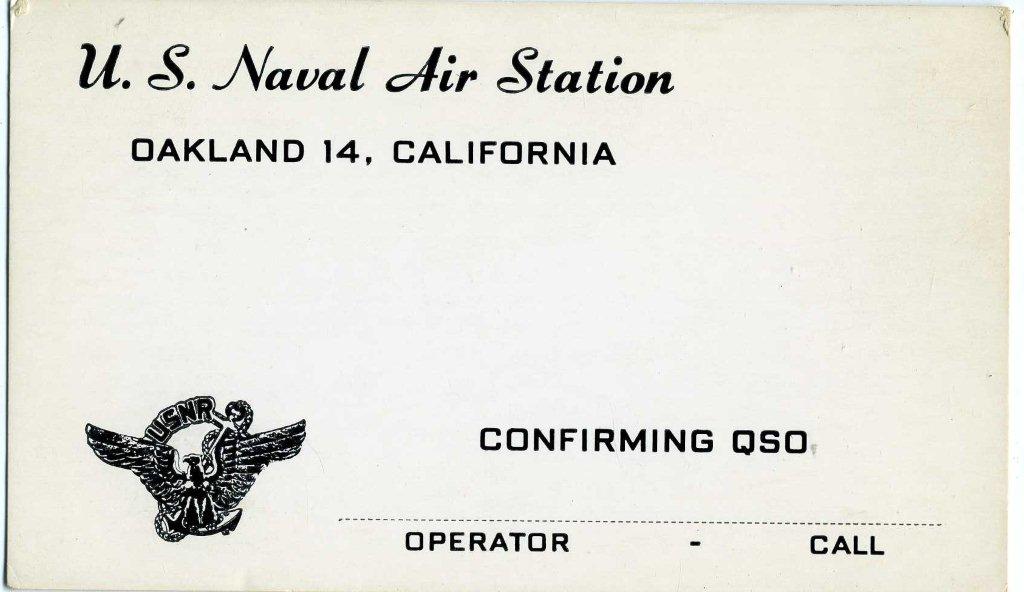 U. S. Naval Air Station
OAKLAND 14, CALIFORNIA
USNR
CONFIRMING QSO
OPERATOR - CALL